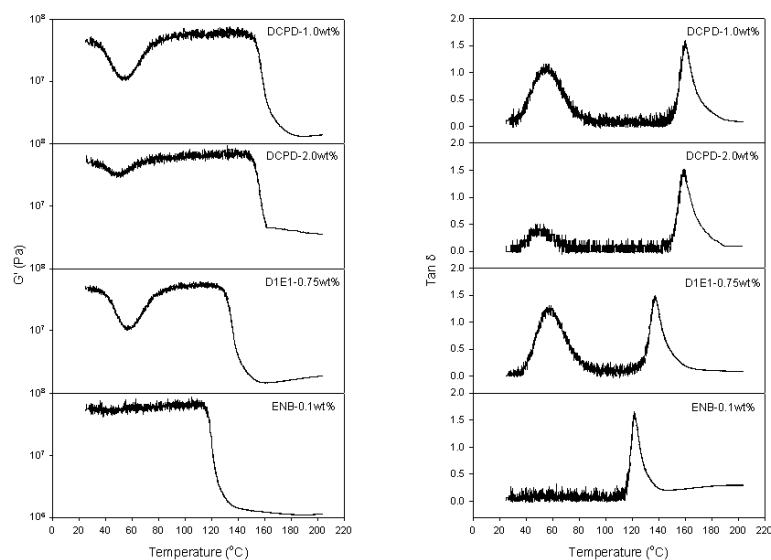 10⁸
DCPD-1.0wt%
10⁷
10⁸
DCPD-2.0wt%
10⁷
10⁸
D1E1-0.75wt%
10⁷
10⁸
ENB-0.1wt%
10⁷
10⁶
G' (Pa)
0 20 40 60 80 100 120 140 160 180 200 220
Temperature (°C)
2.0
DCPD-1.0wt%
1.5
1.0
0.5
0.0
2.0
DCPD-2.0wt%
1.5
1.0
0.5
0.0
2.0
D1E1-0.75wt%
1.5
1.0
0.5
0.0
2.0
ENB-0.1wt%
1.5
1.0
0.5
0.0
Tan δ
0 20 40 60 80 100 120 140 160 180 200 220
Temperature (°C)